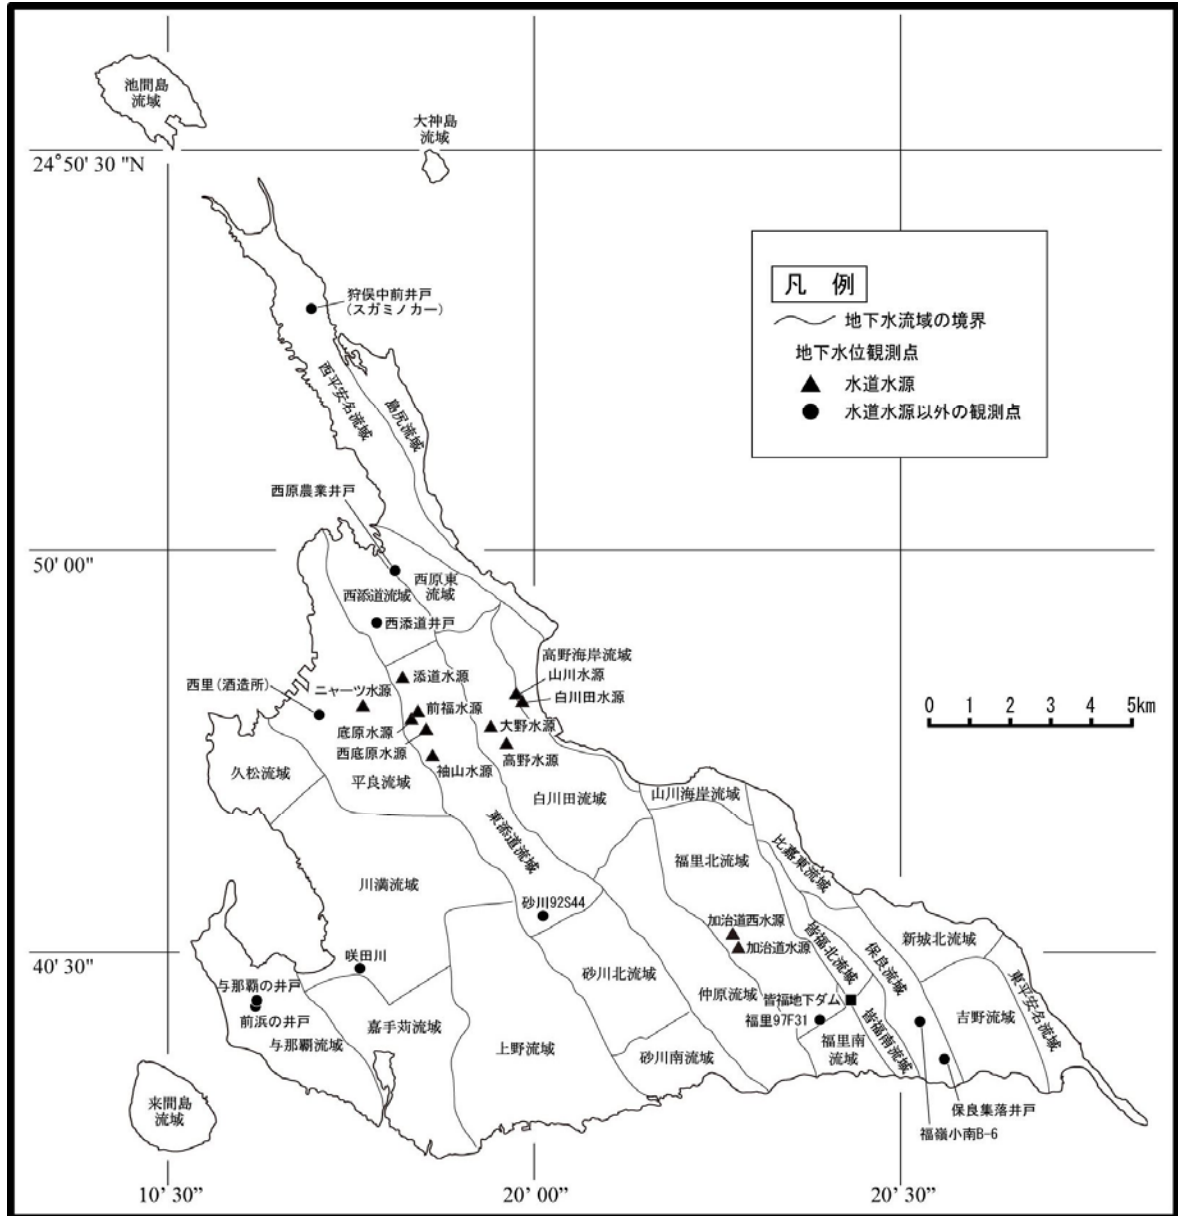 池間島
流域
大神島
流域
24°50' 30 "N
狩俣中前井戸
(スガミノカー)
凡 例
地下水流域の境界
地下水位観測点
水道水源
水道水源以外の観測点
西平安名流域
島尻流域
西原農業井戸
50' 00"
西原東
流域
西添道流域
西添道井戸
高野海岸流域
山川水源
白川田水源
添道水源
西里(酒造所)
ニャーツ水源
前福水源
底原水源
大野水源
西底原水源
高野水源
袖山水源
0 1 2 3 4 5km
久松流域
平良流域
白川田流域
山川海岸流域
東添道流域
比嘉東流域
福里北流域
川満流域
砂川92S44
加治道西水源
加治道水源
皆福北流域
保良流域
新城北流域
40' 30"
咲田川
砂川北流域
東平安名流域
与那覇の井戸
前浜の井戸
仲原流域
皆福地下ダム
福里97F31
皆福南流域
吉野流域
嘉手苅流域
与那覇流域
上野流域
砂川南流域
福里南
流域
来間島
流域
保良集落井戸
福嶺小南B-6
10' 30”
20' 00”
20' 30”